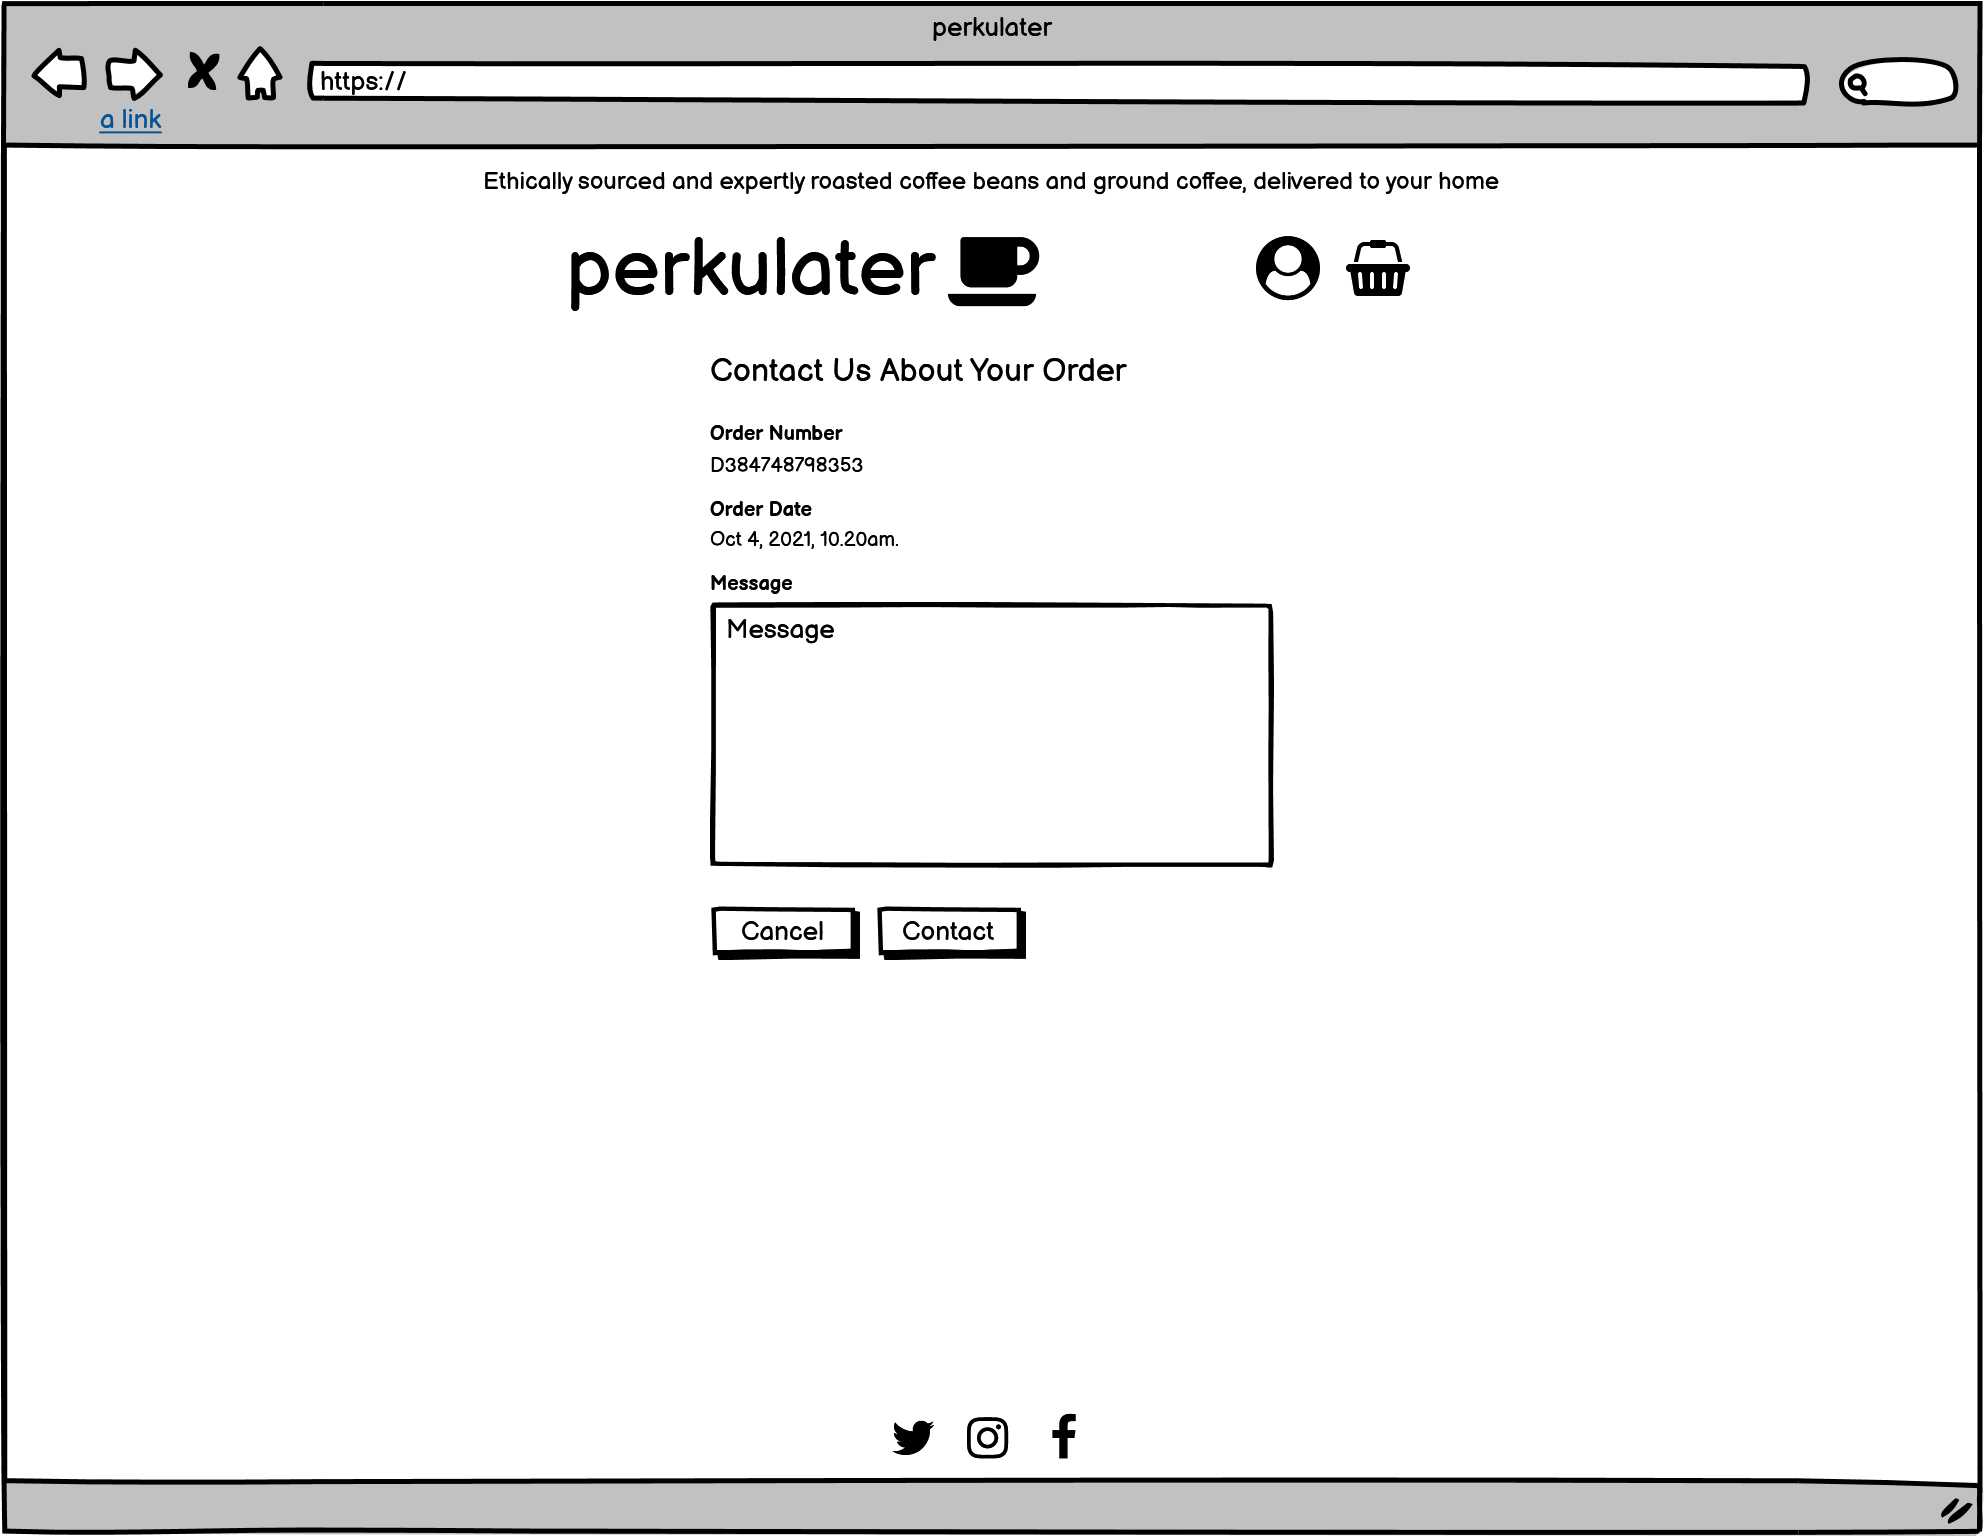 perkulater
https://
a link
Ethically sourced and expertly roasted coffee beans and ground coffee, delivered to your home
perkulater
Contact Us About Your Order
Order Number
D384748798353
Order Date
Oct 4, 2021, 10.20am.
Message
Message
Cancel
Contact